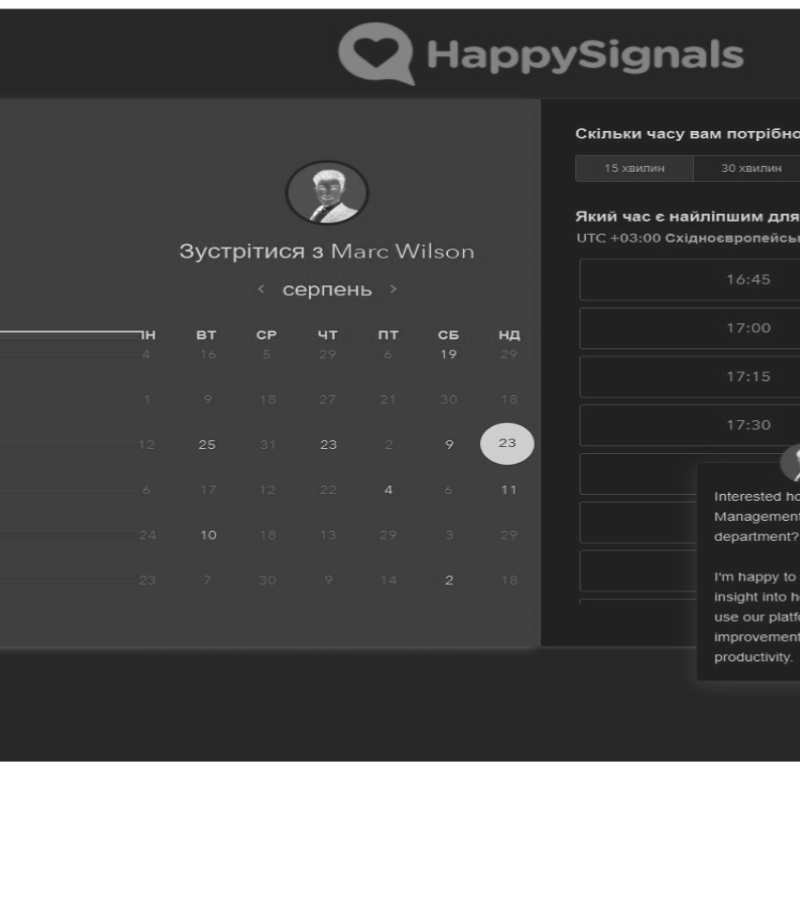 HappySignals
Зустрітися з Marc Wilson
серпень
ПН ВТ СР ЧТ ПТ СБ НД
4 16 5 29 6 19 29
1 9 18 27 21 30 18
12 25 31 23 2 9 23
6 17 12 22 4 6 11
24 10 18 13 29 3 29
23 7 30 9 14 2 18
Скільки часу вам потрібно
15 хвилин 30 хвилин
Який час є найліпшим для
UTC +03:00 Східноєвропейськ
16:45
17:00
17:15
17:30
Interested ho
Management
department?
I'm happy to
insight into h
use our platf
improvement
productivity.